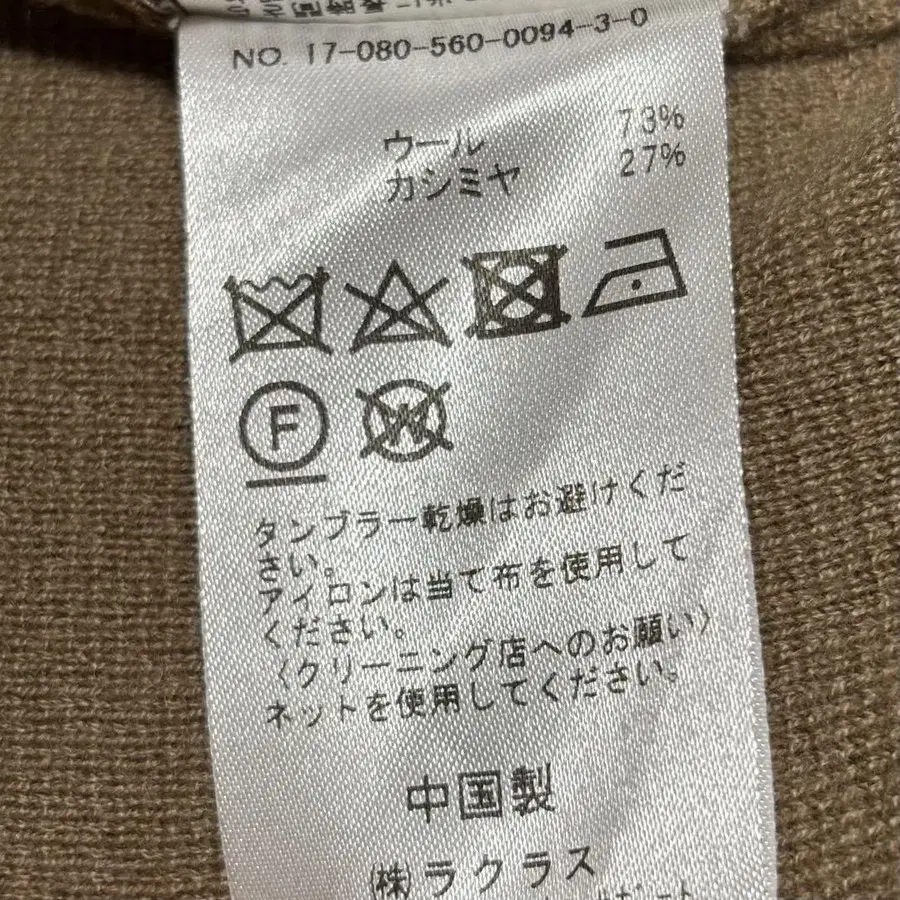 NO. 17-080-560-0094-3-0
ウール 73%
カシミヤ 27%
F
W
タンブラー乾燥はお避けくだ
さい。
アイロンは当て布を使用して
ください。
〈クリーニング店へのお願い〉
ネットを使用してください。
中国製
(株)ラクラス